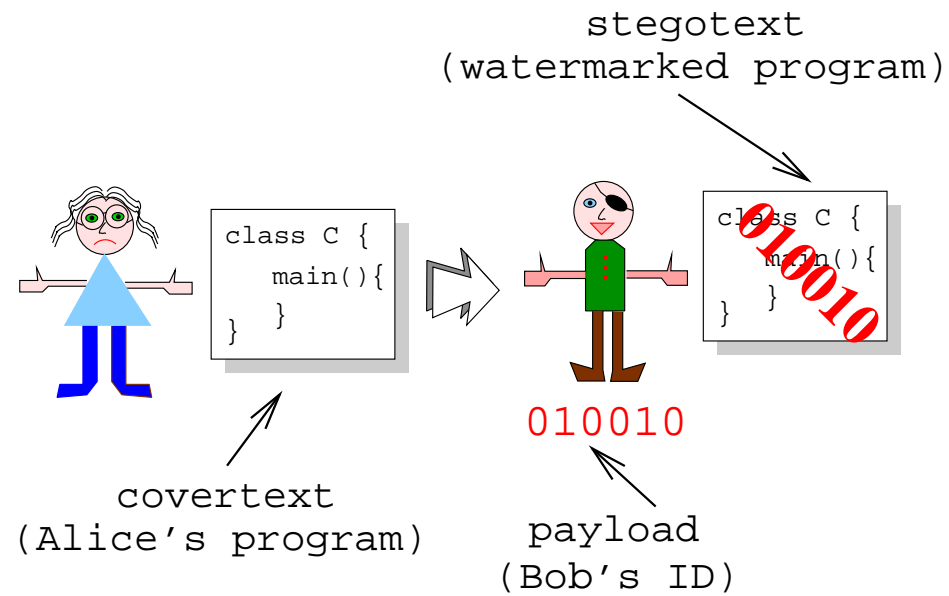 stegotext
(watermarked program)
class C {
main(){
}
}
class C {
main(){
}
}
010010
010010
covertext
(Alice's program)
payload
(Bob's ID)